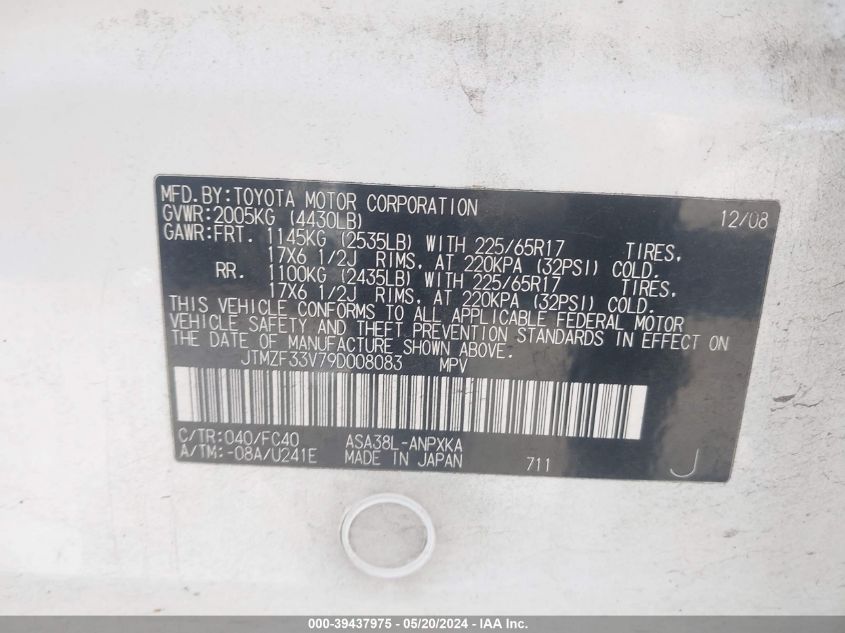 MFD.BY:TOYOTA MOTOR CORPORATION 12/08
GVWR:2005KG (4430LB)
GAWR:FRT. 1145KG (2535LB) WITH 225/65R17 TIRES,
17X6 1/2J RIMS, AT 220KPA (32PSI) COLD.
RR. 1100KG (2435LB) WITH 225/65R17 TIRES,
17X6 1/2J RIMS, AT 220KPA (32PSI) COLD.
THIS VEHICLE CONFORMS TO ALL APPLICABLE FEDERAL MOTOR
VEHICLE SAFETY AND THEFT PREVENTION STANDARDS IN EFFECT ON
THE DATE OF MANUFACTURE SHOWN ABOVE.
JTMZF33V79D008083 MPV
C/TR:040/FC40 ASA38L-ANPXKA
A/TM:-08A/U241E MADE IN JAPAN 711 J
000-39437975 - 05/20/2024 - IAA Inc.